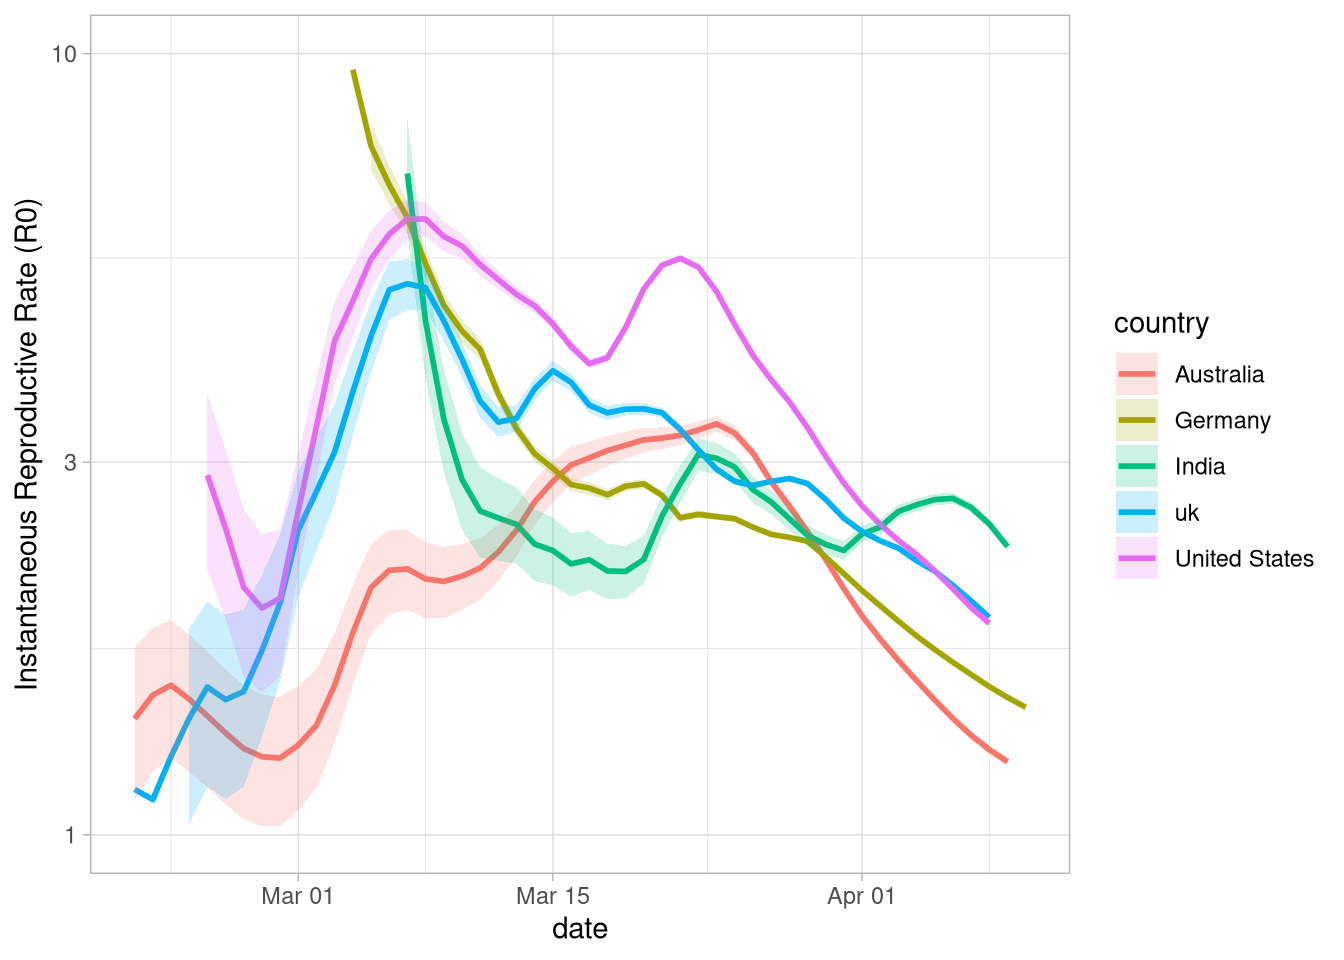 10
3
1
Instantaneous Reproductive Rate (R0)
Mar 01
Mar 15
Apr 01
date
country
Australia
Germany
India
uk
United States